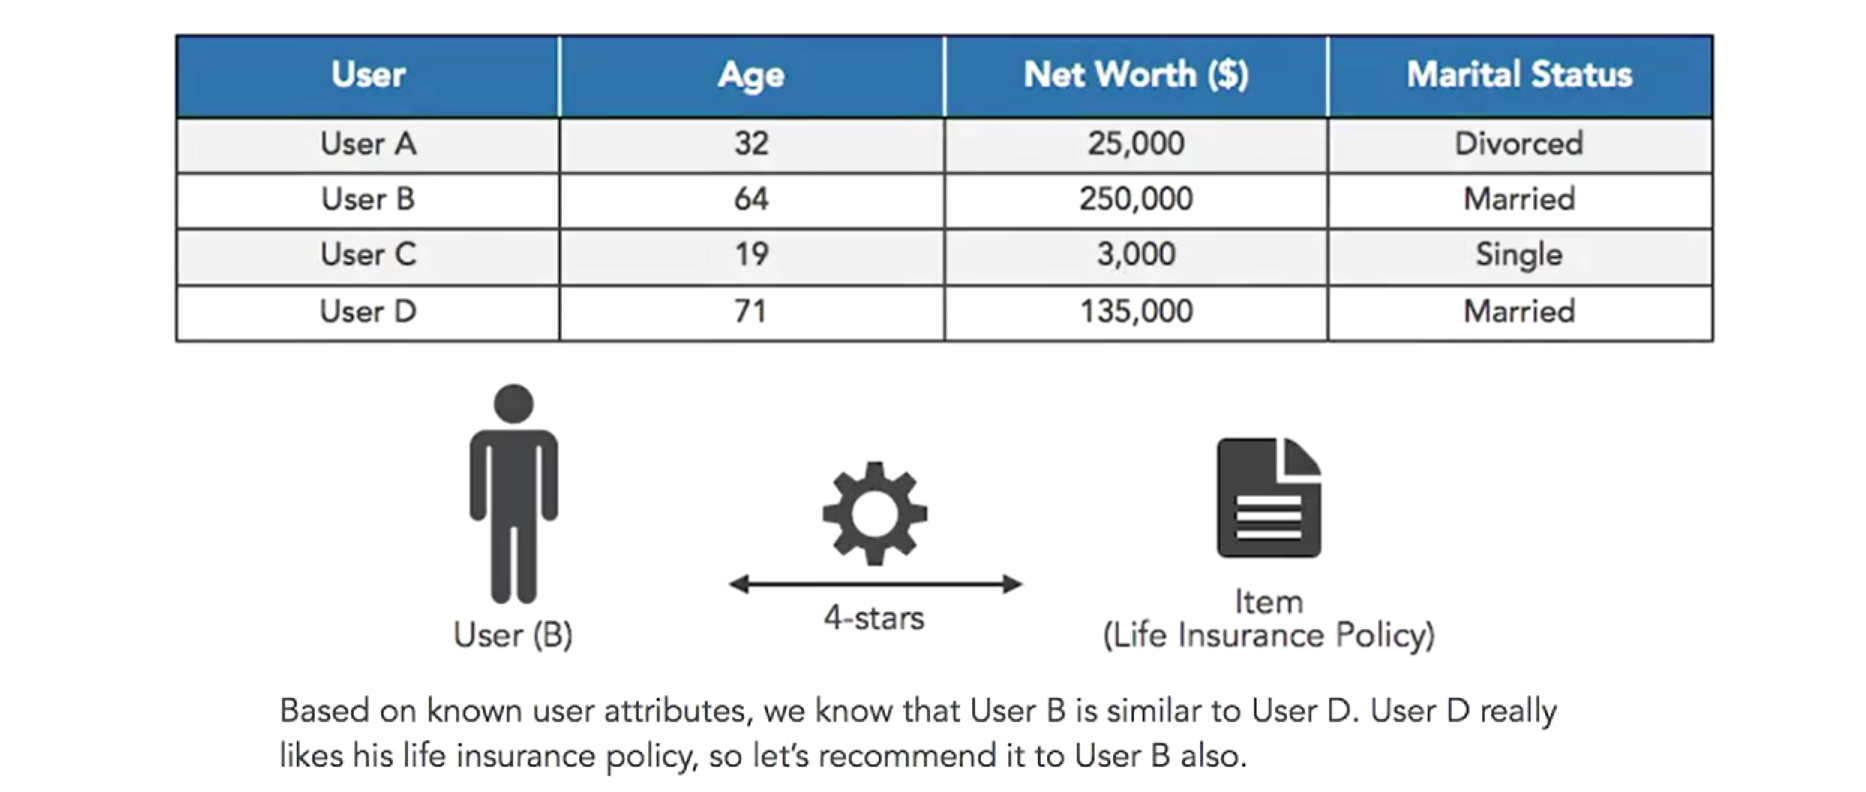 User Age Net Worth ($) Marital Status
User A 32 25,000 Divorced
User B 64 250,000 Married
User C 19 3,000 Single
User D 71 135,000 Married
User (B)
4-stars
Item
(Life Insurance Policy)
Based on known user attributes, we know that User B is similar to User D. User D really
likes his life insurance policy, so let's recommend it to User B also.